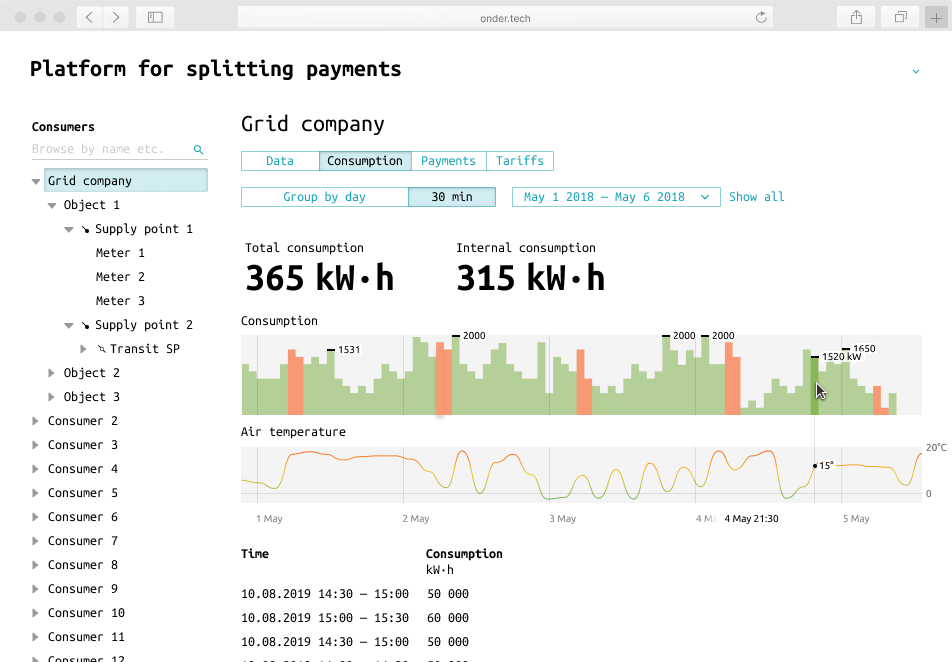 onder.tech
Platform for splitting payments
Consumers
Browse by name etc.
Grid company
Object 1
Supply point 1
Meter 1
Meter 2
Meter 3
Supply point 2
Transit SP
Object 2
Object 3
Consumer 2
Consumer 3
Consumer 4
Consumer 5
Consumer 6
Consumer 7
Consumer 8
Consumer 9
Consumer 10
Consumer 11
Consumer 12
Grid company
Data Consumption Payments Tariffs
Group by day 30 min May 1 2018 – May 6 2018 Show all
Total consumption Internal consumption
365 kW·h 315 kW·h
Consumption
1531 2000 2000 2000 1520 kW 1650
Air temperature
20°C
15°
0
1 May 2 May 3 May 4 Ma 4 May 21:30 5 May
Time Consumption
kW·h
10.08.2019 14:30 – 15:00 50 000
10.08.2019 15:00 – 15:30 60 000
10.08.2019 14:30 – 15:00 50 000